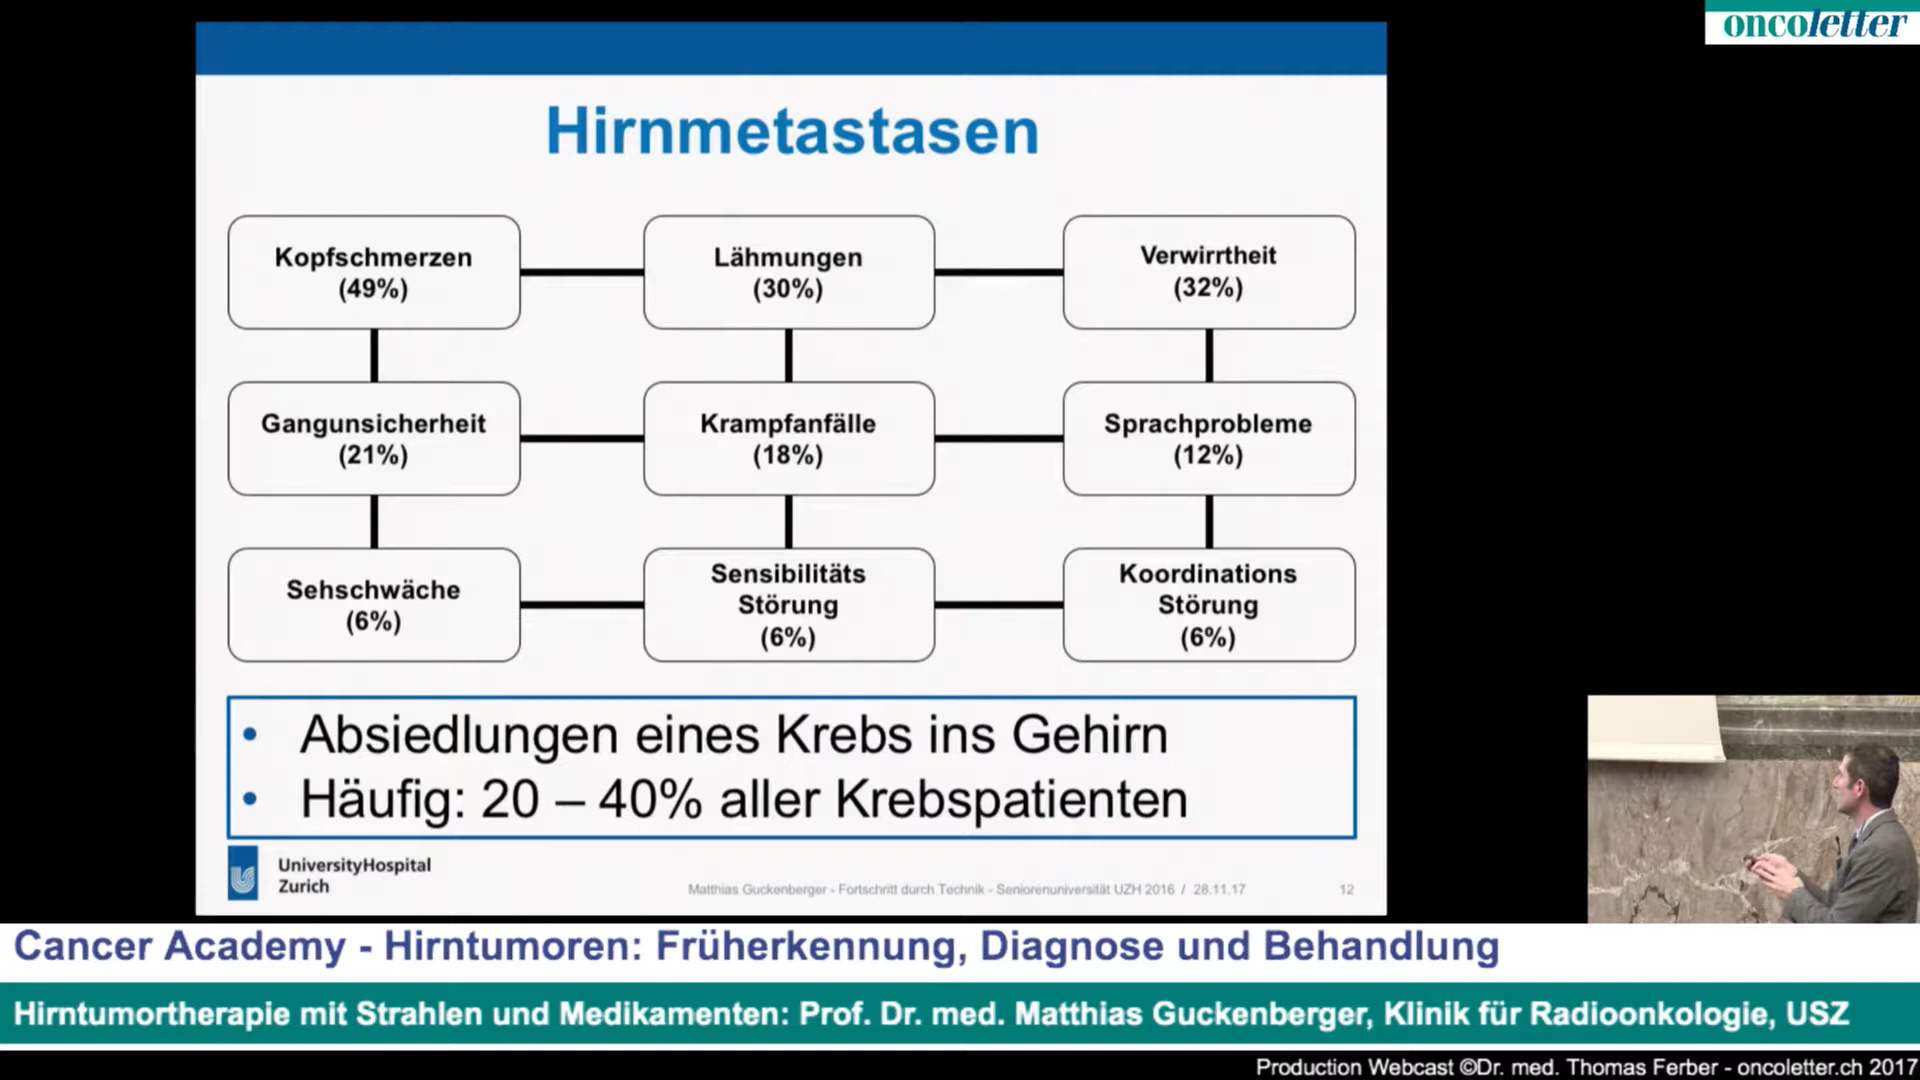 oncoletter
Hirnmetastasen
Kopfschmerzen
(49%)
Lähmungen
(30%)
Verwirrtheit
(32%)
Gangunsicherheit
(21%)
Krampfanfälle
(18%)
Sprachprobleme
(12%)
Sehschwäche
(6%)
Sensibilitäts
Störung
(6%)
Koordinations
Störung
(6%)
• Absiedlungen eines Krebs ins Gehirn
• Häufig: 20 – 40% aller Krebspatienten
UniversityHospital
Zurich
Matthias Guckenberger - Fortschritt durch Technik - Seniorenuniversität UZH 2016 / 28.11.17
12
Cancer Academy - Hirntumoren: Früherkennung, Diagnose und Behandlung
Hirntumortherapie mit Strahlen und Medikamenten: Prof. Dr. med. Matthias Guckenberger, Klinik für Radioonkologie, USZ
Production Webcast ©Dr. med. Thomas Ferber - oncoletter.ch 2017